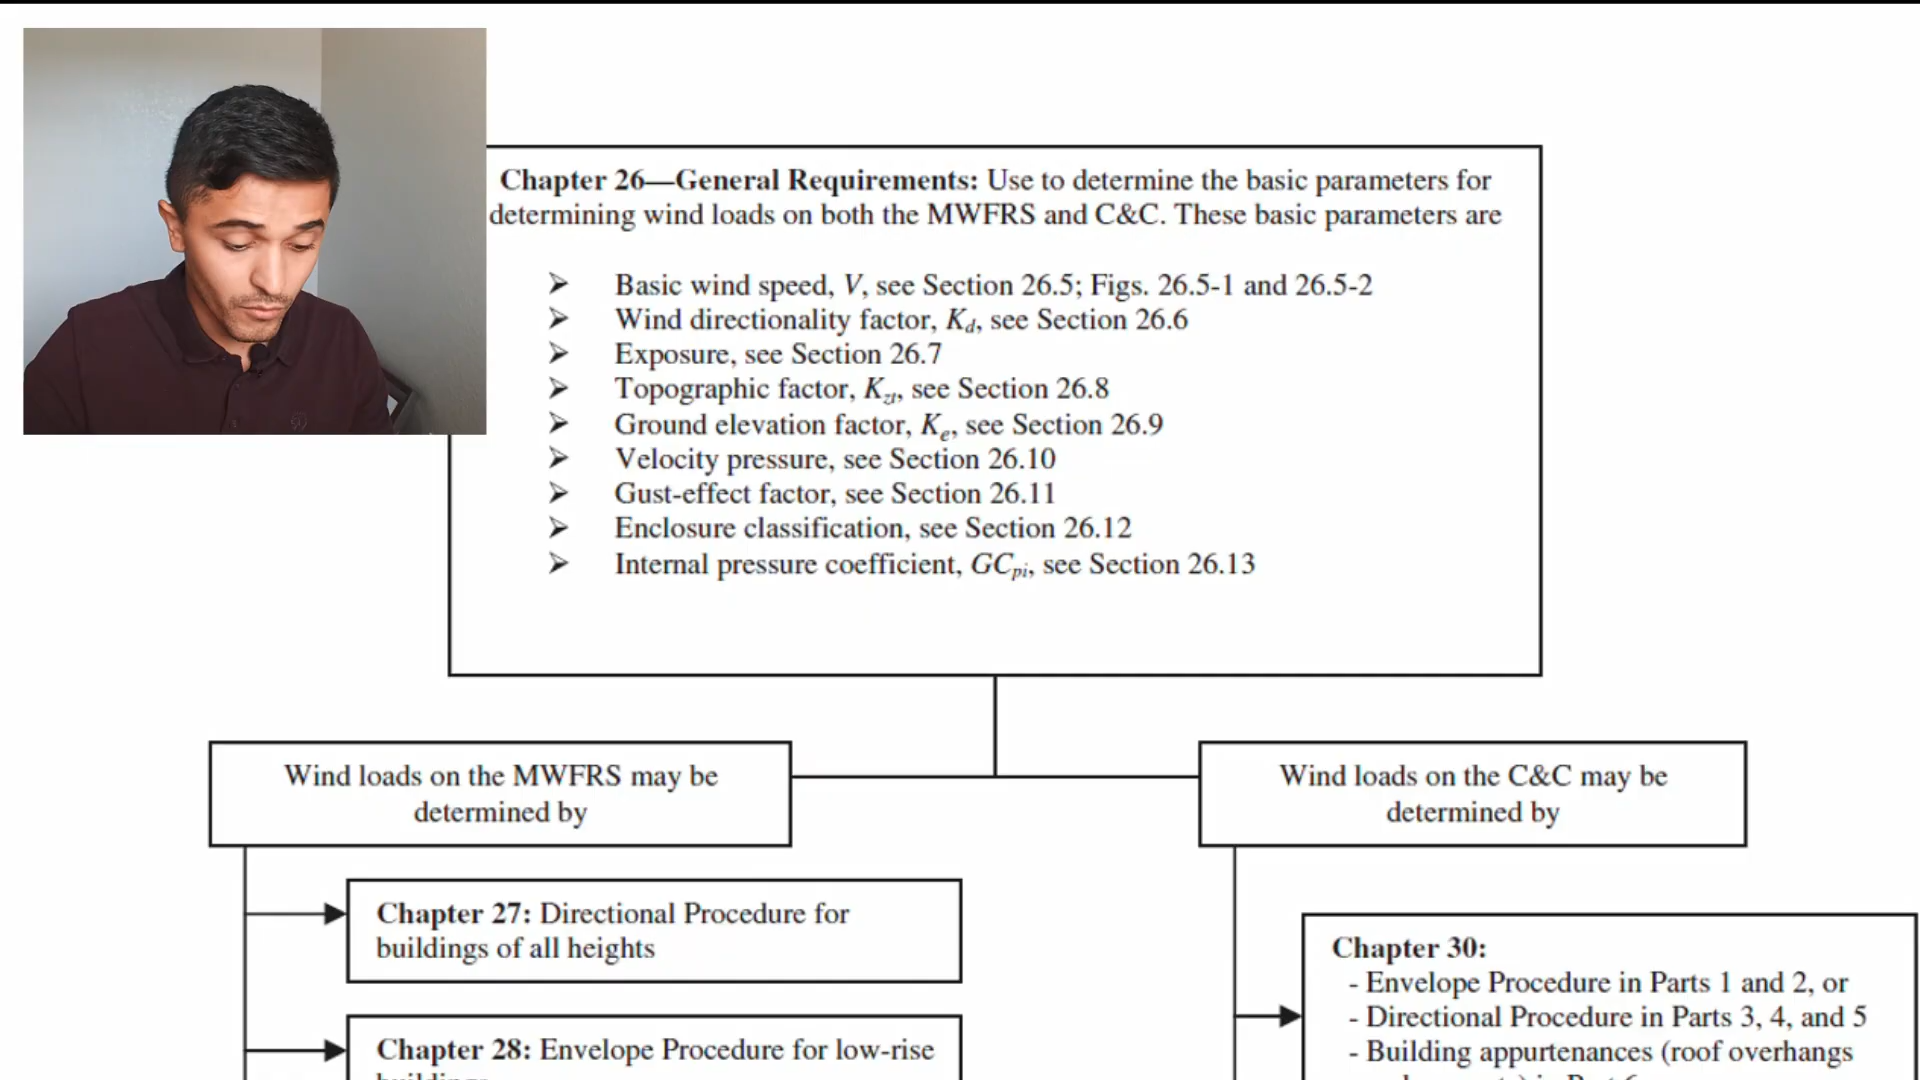 Chapter 26—General Requirements: Use to determine the basic parameters for
determining wind loads on both the MWFRS and C&C. These basic parameters are
➢ Basic wind speed, V, see Section 26.5; Figs. 26.5-1 and 26.5-2
➢ Wind directionality factor, Kd, see Section 26.6
➢ Exposure, see Section 26.7
➢ Topographic factor, Kzt, see Section 26.8
➢ Ground elevation factor, Ke, see Section 26.9
➢ Velocity pressure, see Section 26.10
➢ Gust-effect factor, see Section 26.11
➢ Enclosure classification, see Section 26.12
➢ Internal pressure coefficient, GCpi, see Section 26.13
Wind loads on the MWFRS may be
determined by
Chapter 27: Directional Procedure for
buildings of all heights
Chapter 28: Envelope Procedure for low-rise
Wind loads on the C&C may be
determined by
Chapter 30:
- Envelope Procedure in Parts 1 and 2, or
- Directional Procedure in Parts 3, 4, and 5
- Building appurtenances (roof overhangs